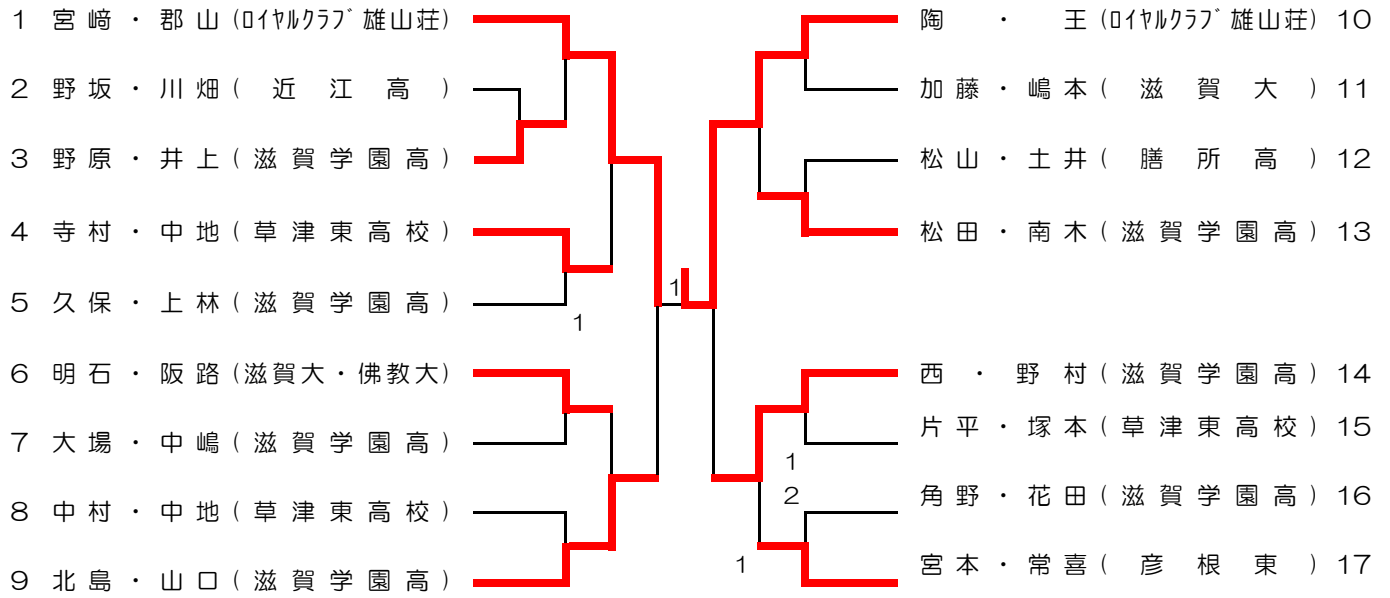 1 宮﨑・郡山(ﾛｲﾔﾙｸﾗﾌﾞ雄山荘)
2 野坂・川畑(近江高)
3 野原・井上(滋賀学園高)
4 寺村・中地(草津東高校)
5 久保・上林(滋賀学園高)
1
6 明石・阪路(滋賀大・佛教大)
7 大場・中嶋(滋賀学園高)
8 中村・中地(草津東高校)
9 北島・山口(滋賀学園高)
1
陶・王(ﾛｲﾔﾙｸﾗﾌﾞ雄山荘) 10
加藤・嶋本(滋賀大) 11
松山・土井(膳所高) 12
松田・南木(滋賀学園高) 13
西・野村(滋賀学園高) 14
片平・塚本(草津東高校) 15
1
2
角野・花田(滋賀学園高) 16
1
宮本・常喜(彦根東) 17